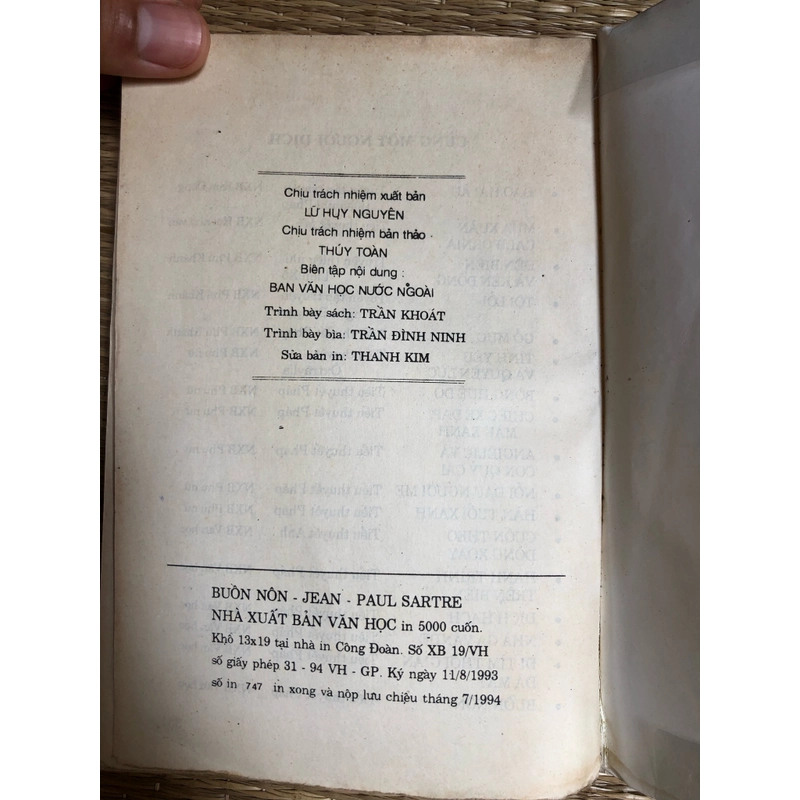 Chịu trách nhiệm xuất bản
LỮ HUY NGUYÊN
Chịu trách nhiệm bản thảo
THÚY TOÀN
Biên tập nội dung :
BAN VĂN HỌC NƯỚC NGOÀI
Trình bày sách: TRẦN KHOÁT
Trình bày bìa: TRẦN ĐÌNH NINH
Sửa bản in: THANH KIM
BUỒN NÔN - JEAN - PAUL SARTRE
NHÀ XUẤT BẢN VĂN HỌC in 5000 cuốn.
Khổ 13x19 tại nhà in Công Đoàn. Số XB 19/VH
số giấy phép 31 - 94 VH - GP. Ký ngày 11/8/1993
số in 747 in xong và nộp lưu chiểu tháng 7/1994